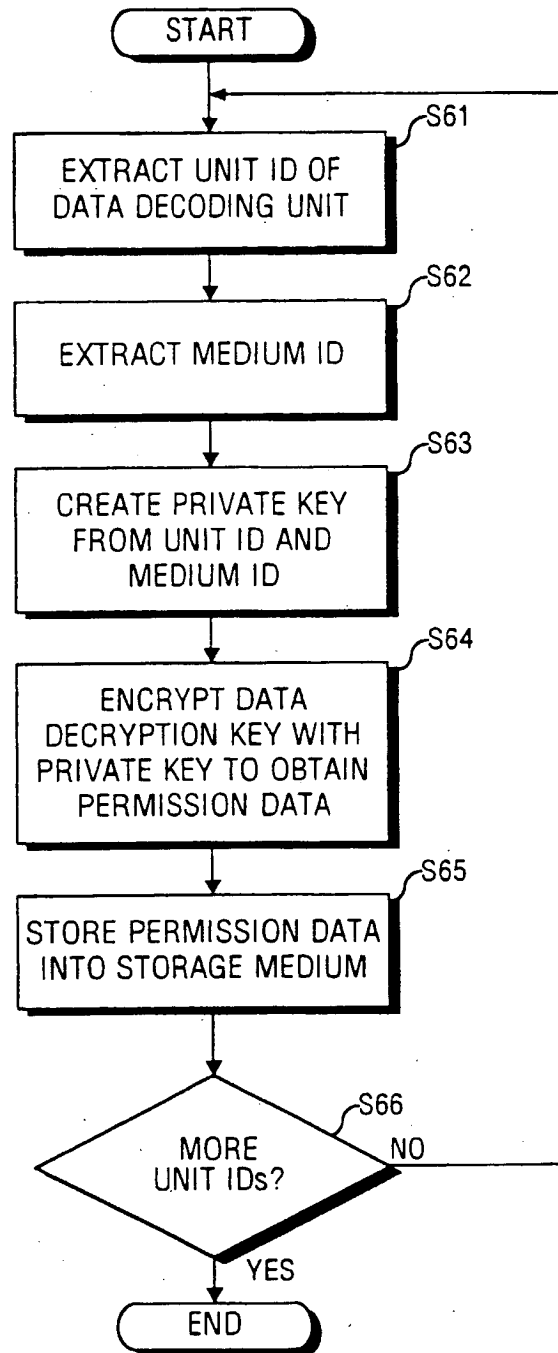 START
S61
EXTRACT UNIT ID OF
DATA DECODING UNIT
S62
EXTRACT MEDIUM ID
S63
CREATE PRIVATE KEY
FROM UNIT ID AND
MEDIUM ID
S64
ENCRYPT DATA
DECRYPTION KEY WITH
PRIVATE KEY TO OBTAIN
PERMISSION DATA
S65
STORE PERMISSION DATA
INTO STORAGE MEDIUM
S66
MORE
UNIT IDs?
NO
YES
END